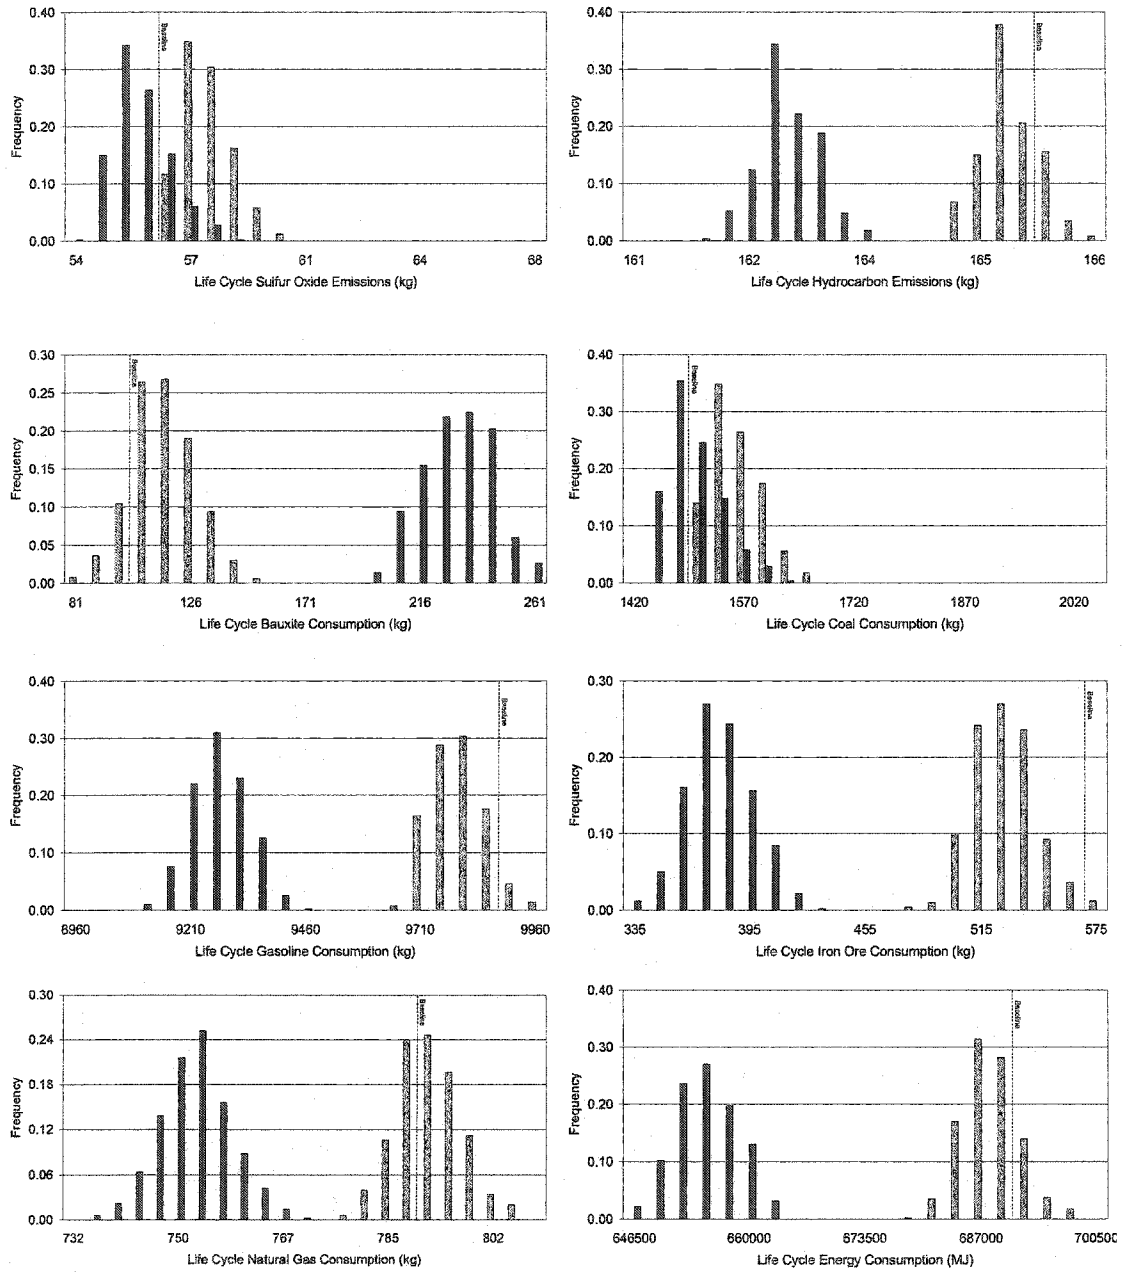 0.40 0.30 0.20 0.10 0.00
Frequency
Baseline
54 57 61 64 68
Life Cycle Sulfur Oxide Emissions (kg)
0.40 0.30 0.20 0.10 0.00
Frequency
Baseline
161 162 164 165 166
Life Cycle Hydrocarbon Emissions (kg)
0.30 0.25 0.20 0.15 0.10 0.05 0.00
Frequency
Baseline
81 126 171 216 261
Life Cycle Bauxite Consumption (kg)
0.40 0.30 0.20 0.10 0.00
Frequency
Baseline
1420 1570 1720 1870 2020
Life Cycle Coal Consumption (kg)
0.40 0.30 0.20 0.10 0.00
Frequency
Baseline
8960 9210 9460 9710 9960
Life Cycle Gasoline Consumption (kg)
0.30 0.20 0.10 0.00
Frequency
Baseline
335 395 455 515 575
Life Cycle Iron Ore Consumption (kg)
0.30 0.24 0.18 0.12 0.06 0.00
Frequency
Baseline
732 750 767 785 802
Life Cycle Natural Gas Consumption (kg)
0.40 0.30 0.20 0.10 0.00
Frequency
Baseline
646500 660000 673500 687000 700500
Life Cycle Energy Consumption (MJ)